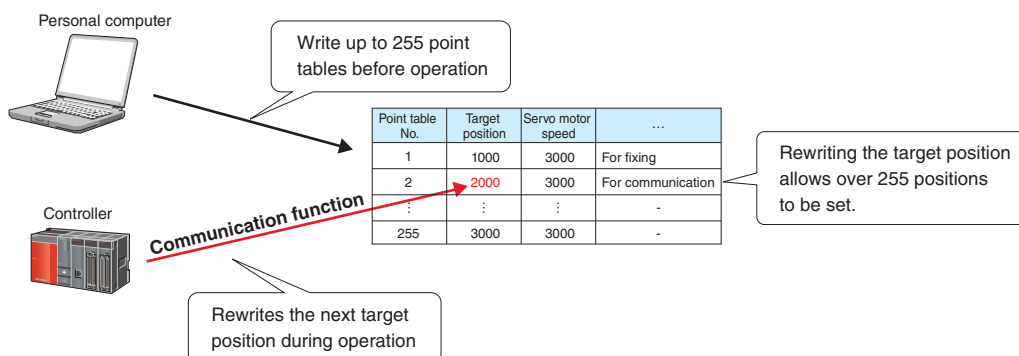 Personal computer
Write up to 255 point
tables before operation
Point table
No.
Target
position
Servo motor
speed
…
1
1000
3000
For fixing
2
2000
3000
For communication
⋮
⋮
⋮
-
255
3000
3000
-
Rewriting the target position
allows over 255 positions
to be set.
Controller
Communication function
Rewrites the next target
position during operation